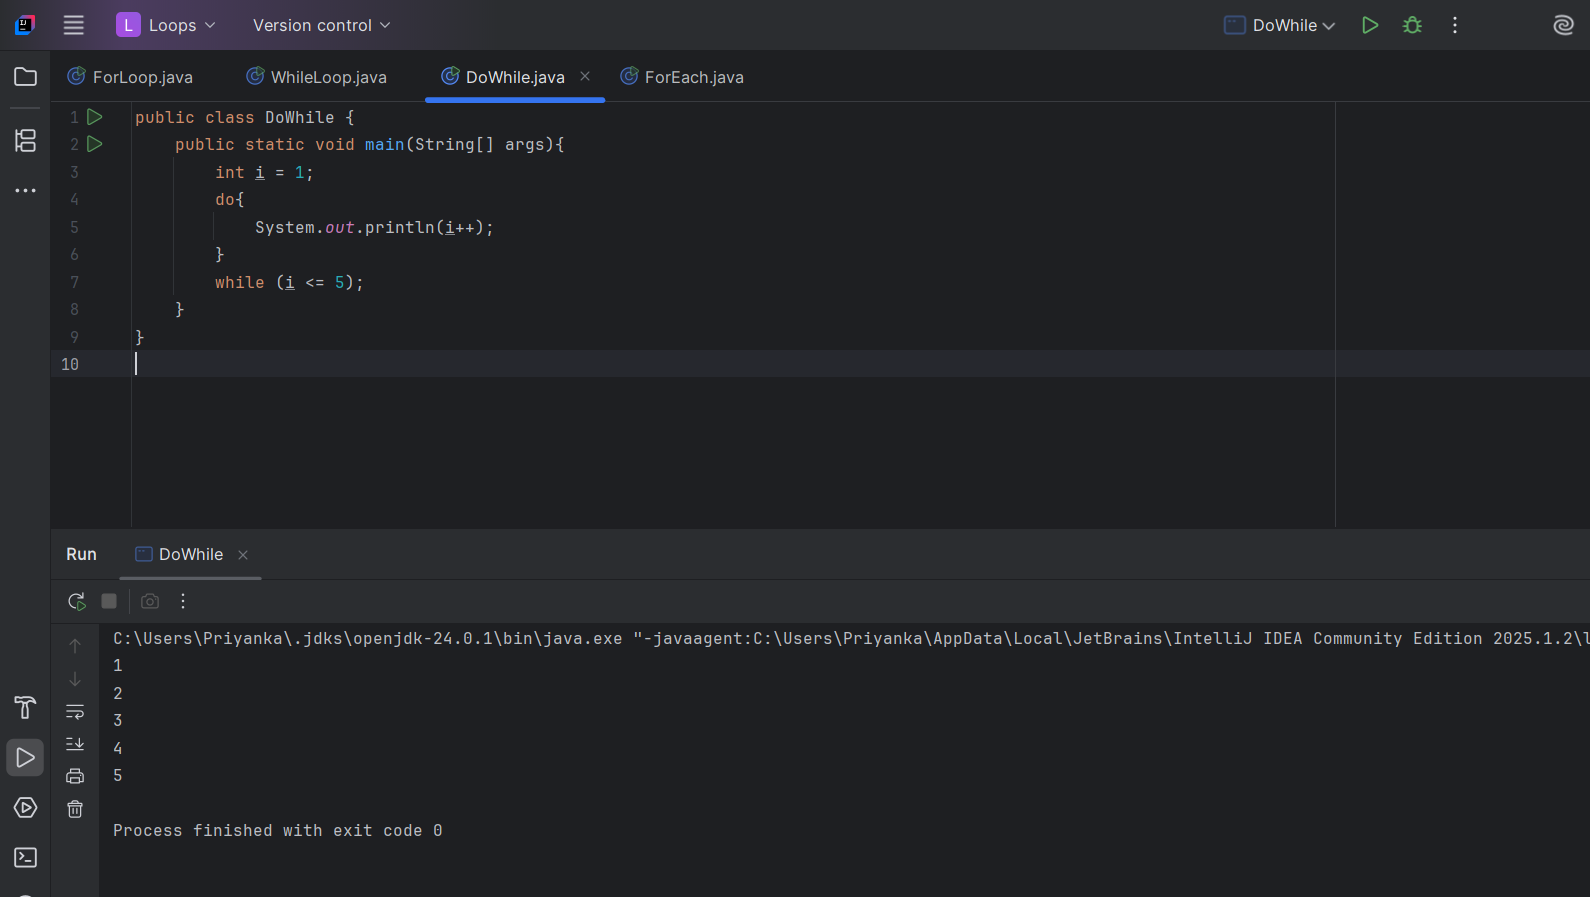 L Loops Version control DoWhile
ForLoop.java WhileLoop.java DoWhile.java ForEach.java
1 public class DoWhile {
2     public static void main(String[] args){
3         int i = 1;
4         do{
5             System.out.println(i++);
6         }
7         while (i <= 5);
8     }
9 }
10
Run DoWhile
C:\Users\Priyanka\.jdks\openjdk-24.0.1\bin\java.exe "-javaagent:C:\Users\Priyanka\AppData\Local\JetBrains\IntelliJ IDEA Community Edition 2025.1.2\l
1
2
3
4
5
Process finished with exit code 0